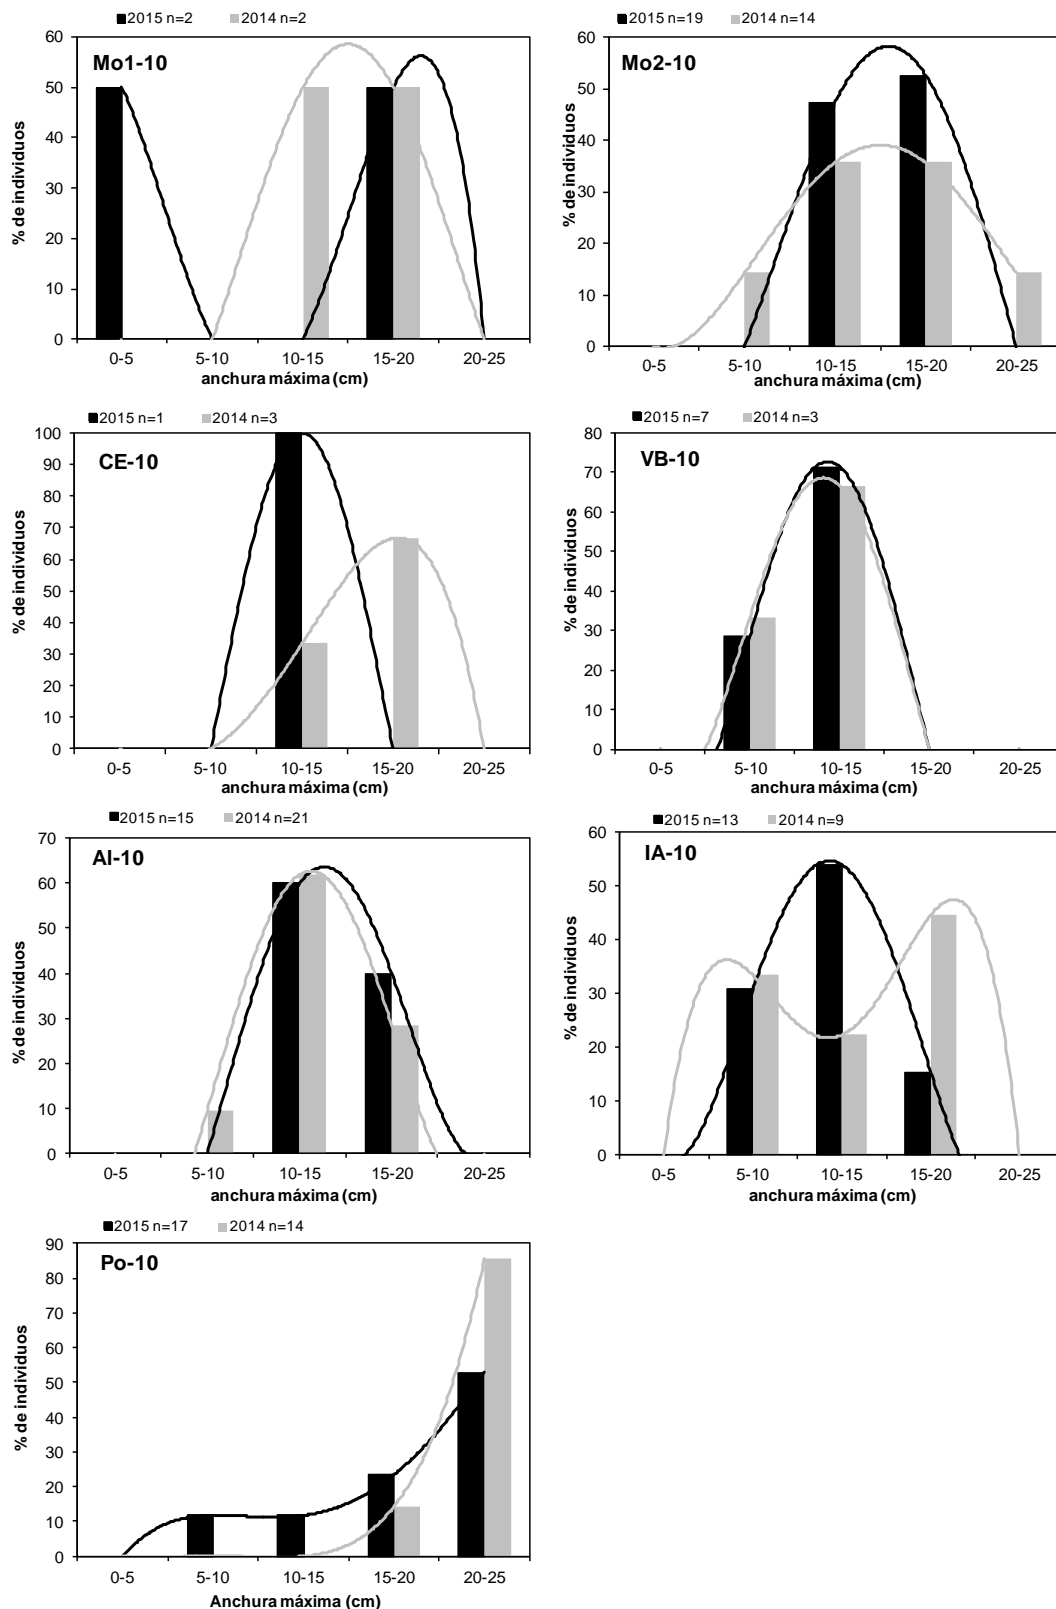 2015 n=2 2014 n=2
Mo1-10
% de individuos
60
50
40
30
20
10
0
0-5 5-10 10-15 15-20 20-25
anchura máxima (cm)
2015 n=19 2014 n=14
Mo2-10
% de individuos
60
50
40
30
20
10
0
0-5 5-10 10-15 15-20 20-25
anchura máxima (cm)
2015 n=1 2014 n=3
CE-10
% de individuos
100
90
80
70
60
50
40
30
20
10
0
0-5 5-10 10-15 15-20 20-25
anchura máxima (cm)
2015 n=7 2014 n=3
VB-10
% de individuos
80
70
60
50
40
30
20
10
0
0-5 5-10 10-15 15-20 20-25
anchura máxima (cm)
2015 n=15 2014 n=21
AI-10
% de individuos
70
60
50
40
30
20
10
0
0-5 5-10 10-15 15-20 20-25
anchura máxima (cm)
2015 n=13 2014 n=9
IA-10
% de individuos
60
50
40
30
20
10
0
0-5 5-10 10-15 15-20 20-25
anchura máxima (cm)
2015 n=17 2014 n=14
Po-10
% de individuos
90
80
70
60
50
40
30
20
10
0
0-5 5-10 10-15 15-20 20-25
Anchura máxima (cm)